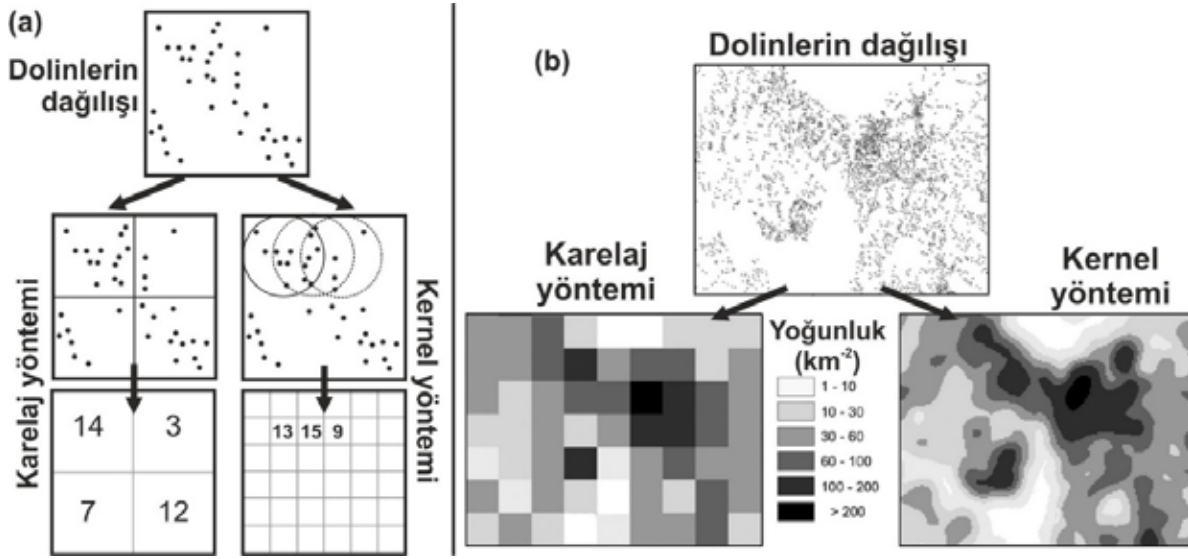 (a)
Dolinlerin
dağılışı
Karelaj yöntemi
Kernel yöntemi
14 3
7 12
13 15 9
(b)
Dolinlerin dağılışı
Karelaj
yöntemi
Kernel
yöntemi
Yoğunluk
(km-2)
1 - 10
10 - 30
30 - 60
60 - 100
100 - 200
> 200